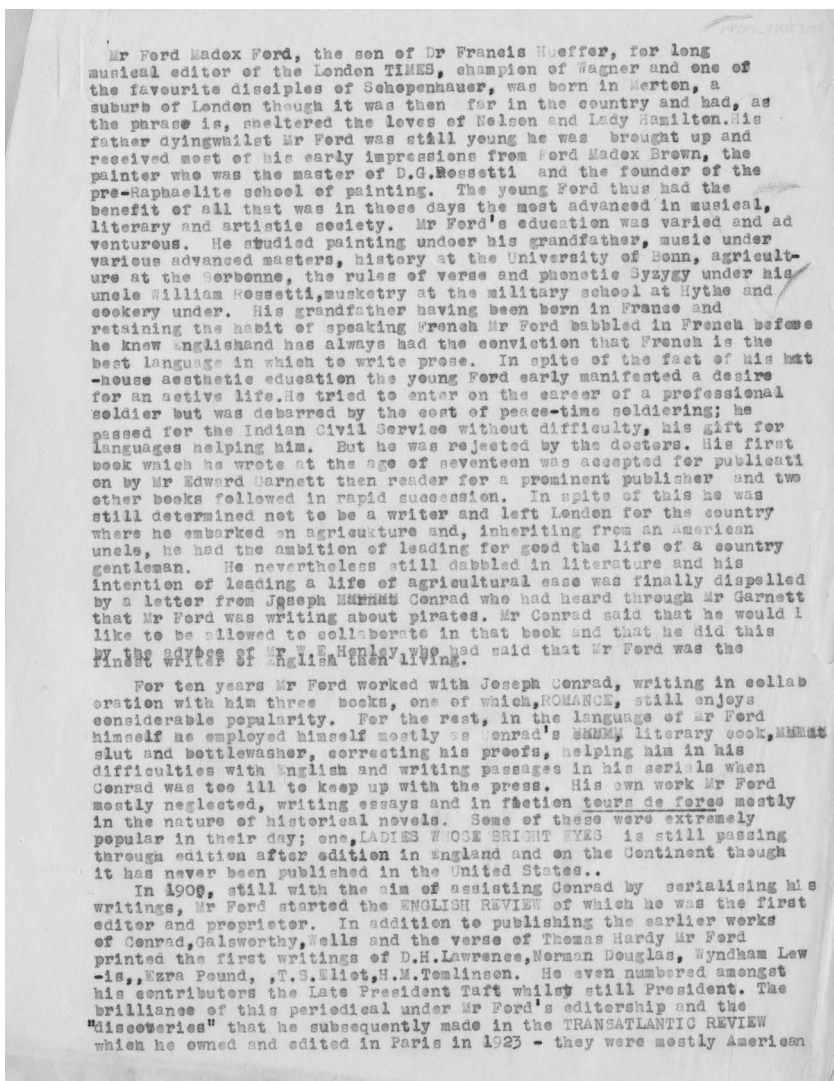 Mr Ford Madox Ford, the son of Dr Francis Hueffer, for long
musical editor of the London TIMES, champion of Wagner and one of
the favourite disciples of Schopenhauer, was born in Merton, a
suburb of London though it was then far in the country and had, as
the phrase is, sheltered the loves of Nelson and Lady Hamilton.His
father dyingwhilst Mr Ford was still young he was brought up and
received most of his early impressions from Ford Madox Brown, the
painter who was the master of D.G.Rossetti and the founder of the
pre-Raphaelite school of painting. The young Ford thus had the
benefit of all that was in those days the most advanced in musical,
literary and artistic society. Mr Ford's education was varied and ad
venturous. He studied painting undoer his grandfather, music under
various advanced masters, history at the University of Bonn, agricult-
ure at the Sorbonne, the rules of verse and phonetic Syzygy under his
uncle William Rossetti,musketry at the military school at Hythe and
cookery under. His grandfather having been born in France and
retaining the habit of speaking French Mr Ford babbled in French before
he knew Englishand has always had the conviction that French is the
best language in which to write prose. In spite of the fact of his hot
-house aesthetic education the young Ford early manifested a desire
for an active life.He tried to enter on the career of a professional
soldier but was debarred by the cost of peace-time soldiering; he
passed for the Indian Civil Service without difficulty, his gift for
languages helping him. But he was rejected by the doctors. His first
book which he wrote at the age of seventeen was accepted for publicati
on by Mr Edward Garnett then reader for a prominent publisher and two
other books followed in rapid succession. In spite of this he was
still determined not to be a writer and left London for the country
where he embarked on agricukture and, inheriting from an American
uncle, he had the ambition of leading for good the life of a country
gentleman. He nevertheless still dabbled in literature and his
intention of leading a life of agricultural ease was finally dispelled
by a letter from Joseph Conrad who had heard through Mr Garnett
that Mr Ford was writing about pirates. Mr Conrad said that he would l
like to be allowed to collaborate in that book and that he did this
by the advbce of Mr W.E.Henley who had said that Mr Ford was the
finest writer of English then living.
For ten years Mr Ford worked with Joseph Conrad, writing in collab
oration with him three books, one of which,ROMANCE, still enjoys
considerable popularity. For the rest, in the language of Mr Ford
himself he employed himself mostly as Conrad's literary cook,
slut and bottlewasher, correcting his proofs, helping him in his
difficulties with English and writing passages in his serials when
Conrad was too ill to keep up with the press. His own work Mr Ford
mostly neglected, writing essays and in fiction tours de force mostly
in the nature of historical novels. Some of these were extremely
popular in their day; one,LADIES WHOSE BRIGHT EYES is still passing
through edition after edition in England and on the Continent though
it has never been published in the United States..
In 1909, still with the aim of assisting Conrad by serialising his
writings, Mr Ford started the ENGLISH REVIEW of which he was the first
editor and proprietor. In addition to publishing the earlier works
of Conrad,Galsworthy,Wells and the verse of Thomas Hardy Mr Ford
printed the first writings of D.H.Lawrence,Norman Douglas, Wyndham Lew
-is,,Ezra Pound, ,T.S.Eliot,H.M.Tomlinson. He even numbered amongst
his contributors the Late President Taft whilst still President. The
brilliance of this periodical under Mr Ford's editorship and the
"discoveries" that he subsequently made in the TRANSATLANTIC REVIEW
which he owned and edited in Paris in 1923 - they were mostly American